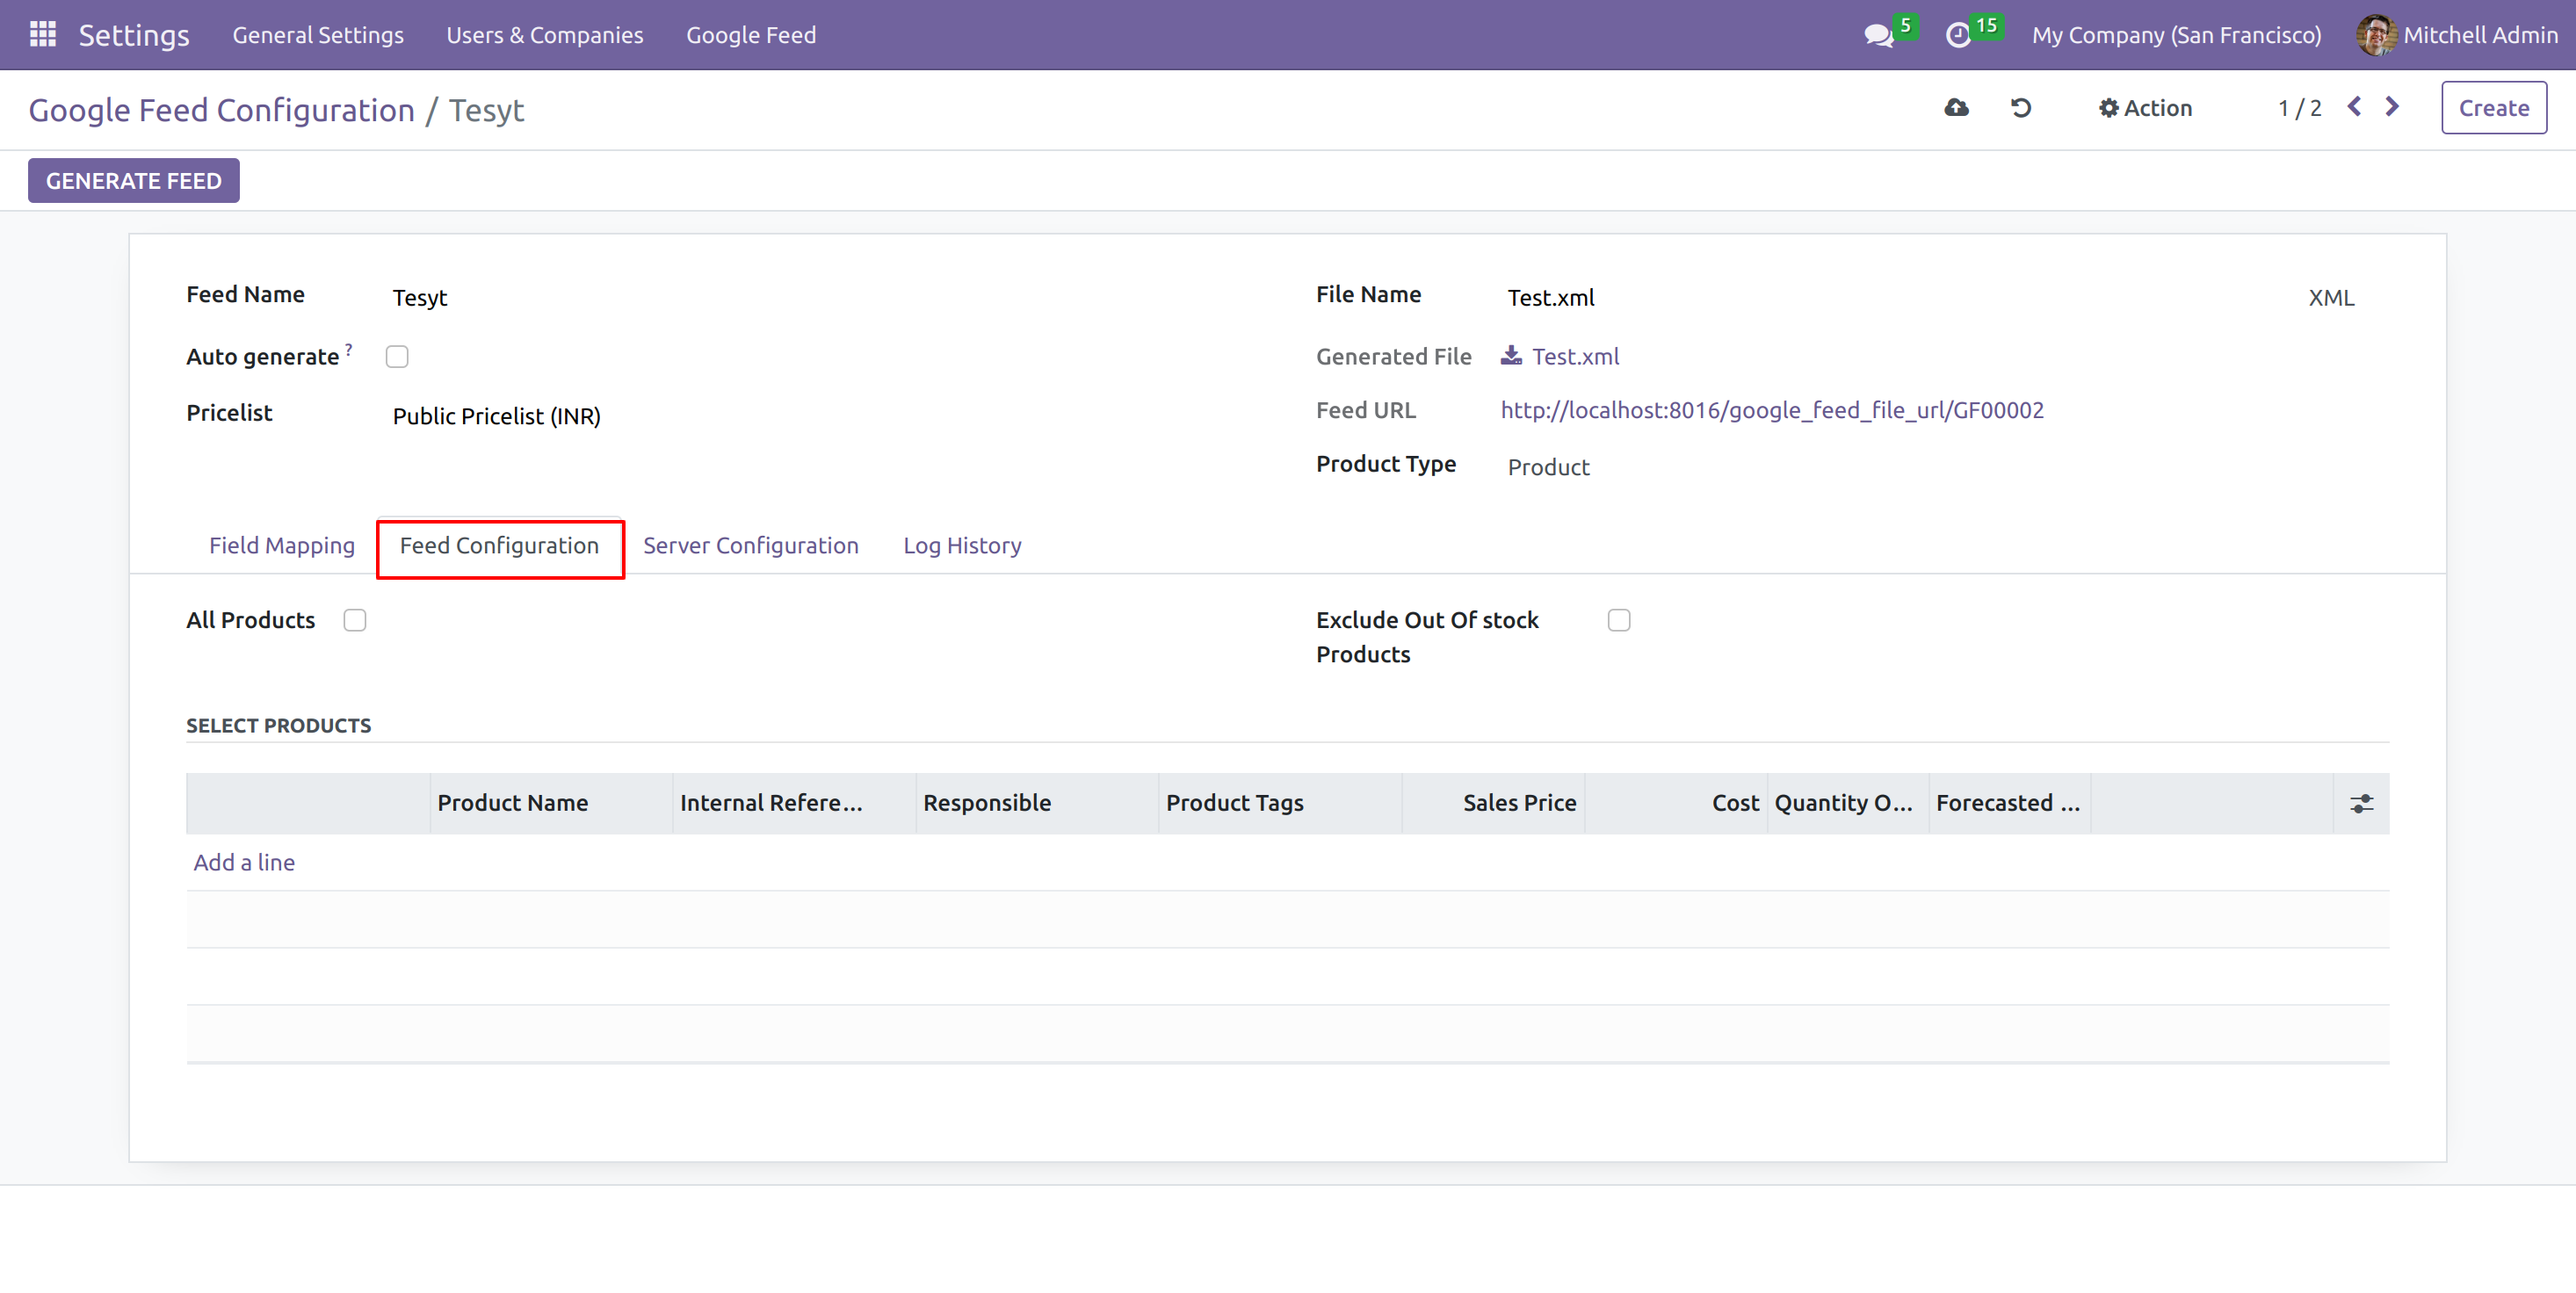 Settings General Settings Users & Companies Google Feed 5 15 My Company (San Francisco) Mitchell Admin
Google Feed Configuration / Tesyt Action 1 / 2 Create
GENERATE FEED
Feed Name Tesyt File Name Test.xml XML
Auto generate ? Generated File Test.xml
Pricelist Public Pricelist (INR) Feed URL http://localhost:8016/google_feed_file_url/GF00002
Product Type Product
Field Mapping Feed Configuration Server Configuration Log History
All Products Exclude Out Of stock
Products
SELECT PRODUCTS
Product Name Internal Refere... Responsible Product Tags Sales Price Cost Quantity O... Forecasted ...
Add a line